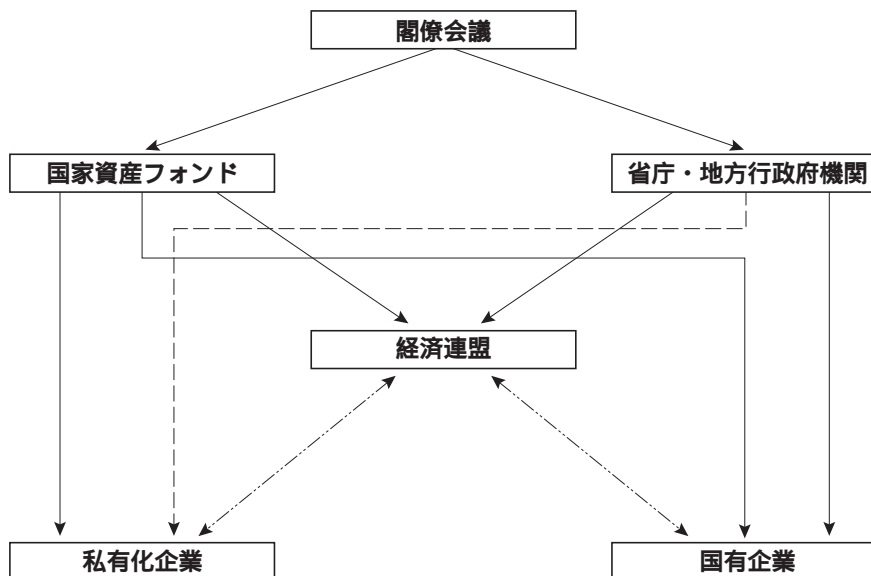 閣僚会議
国家資産フォンド
省庁・地方行政府機関
経済連盟
私有化企業
国有企業